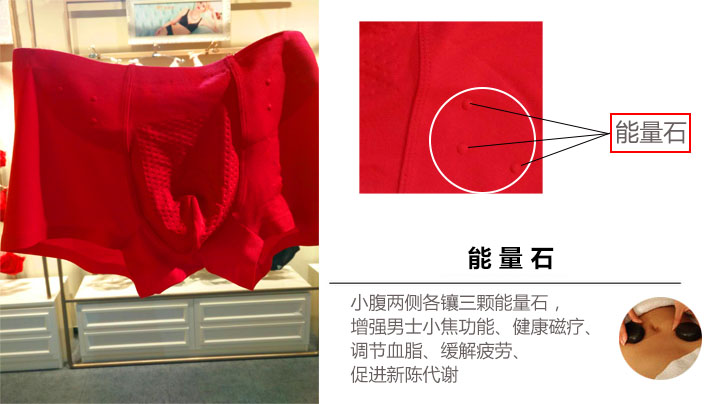 能量石
能量石
小腹两侧各镶三颗能量石，
增强男士小焦功能、健康磁疗、
调节血脂、缓解疲劳、
促进新陈代谢